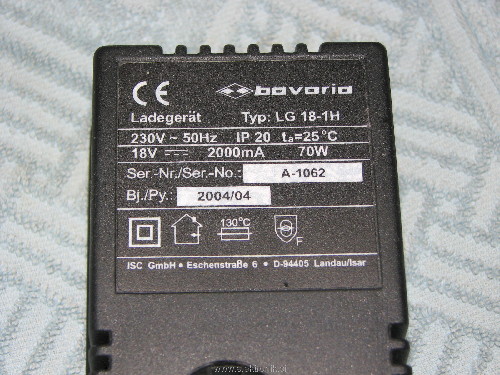 CE bavaria
Ladegerät Typ: LG 18-1H
230V ~ 50Hz IP 20 ta=25°C
18V 2000mA 70W
Ser.-Nr./Ser.-No.: A-1062
Bj./Py.: 2004/04
130°C
F
ISC GmbH • Eschenstraße 6 • D-94405 Landau/Isar